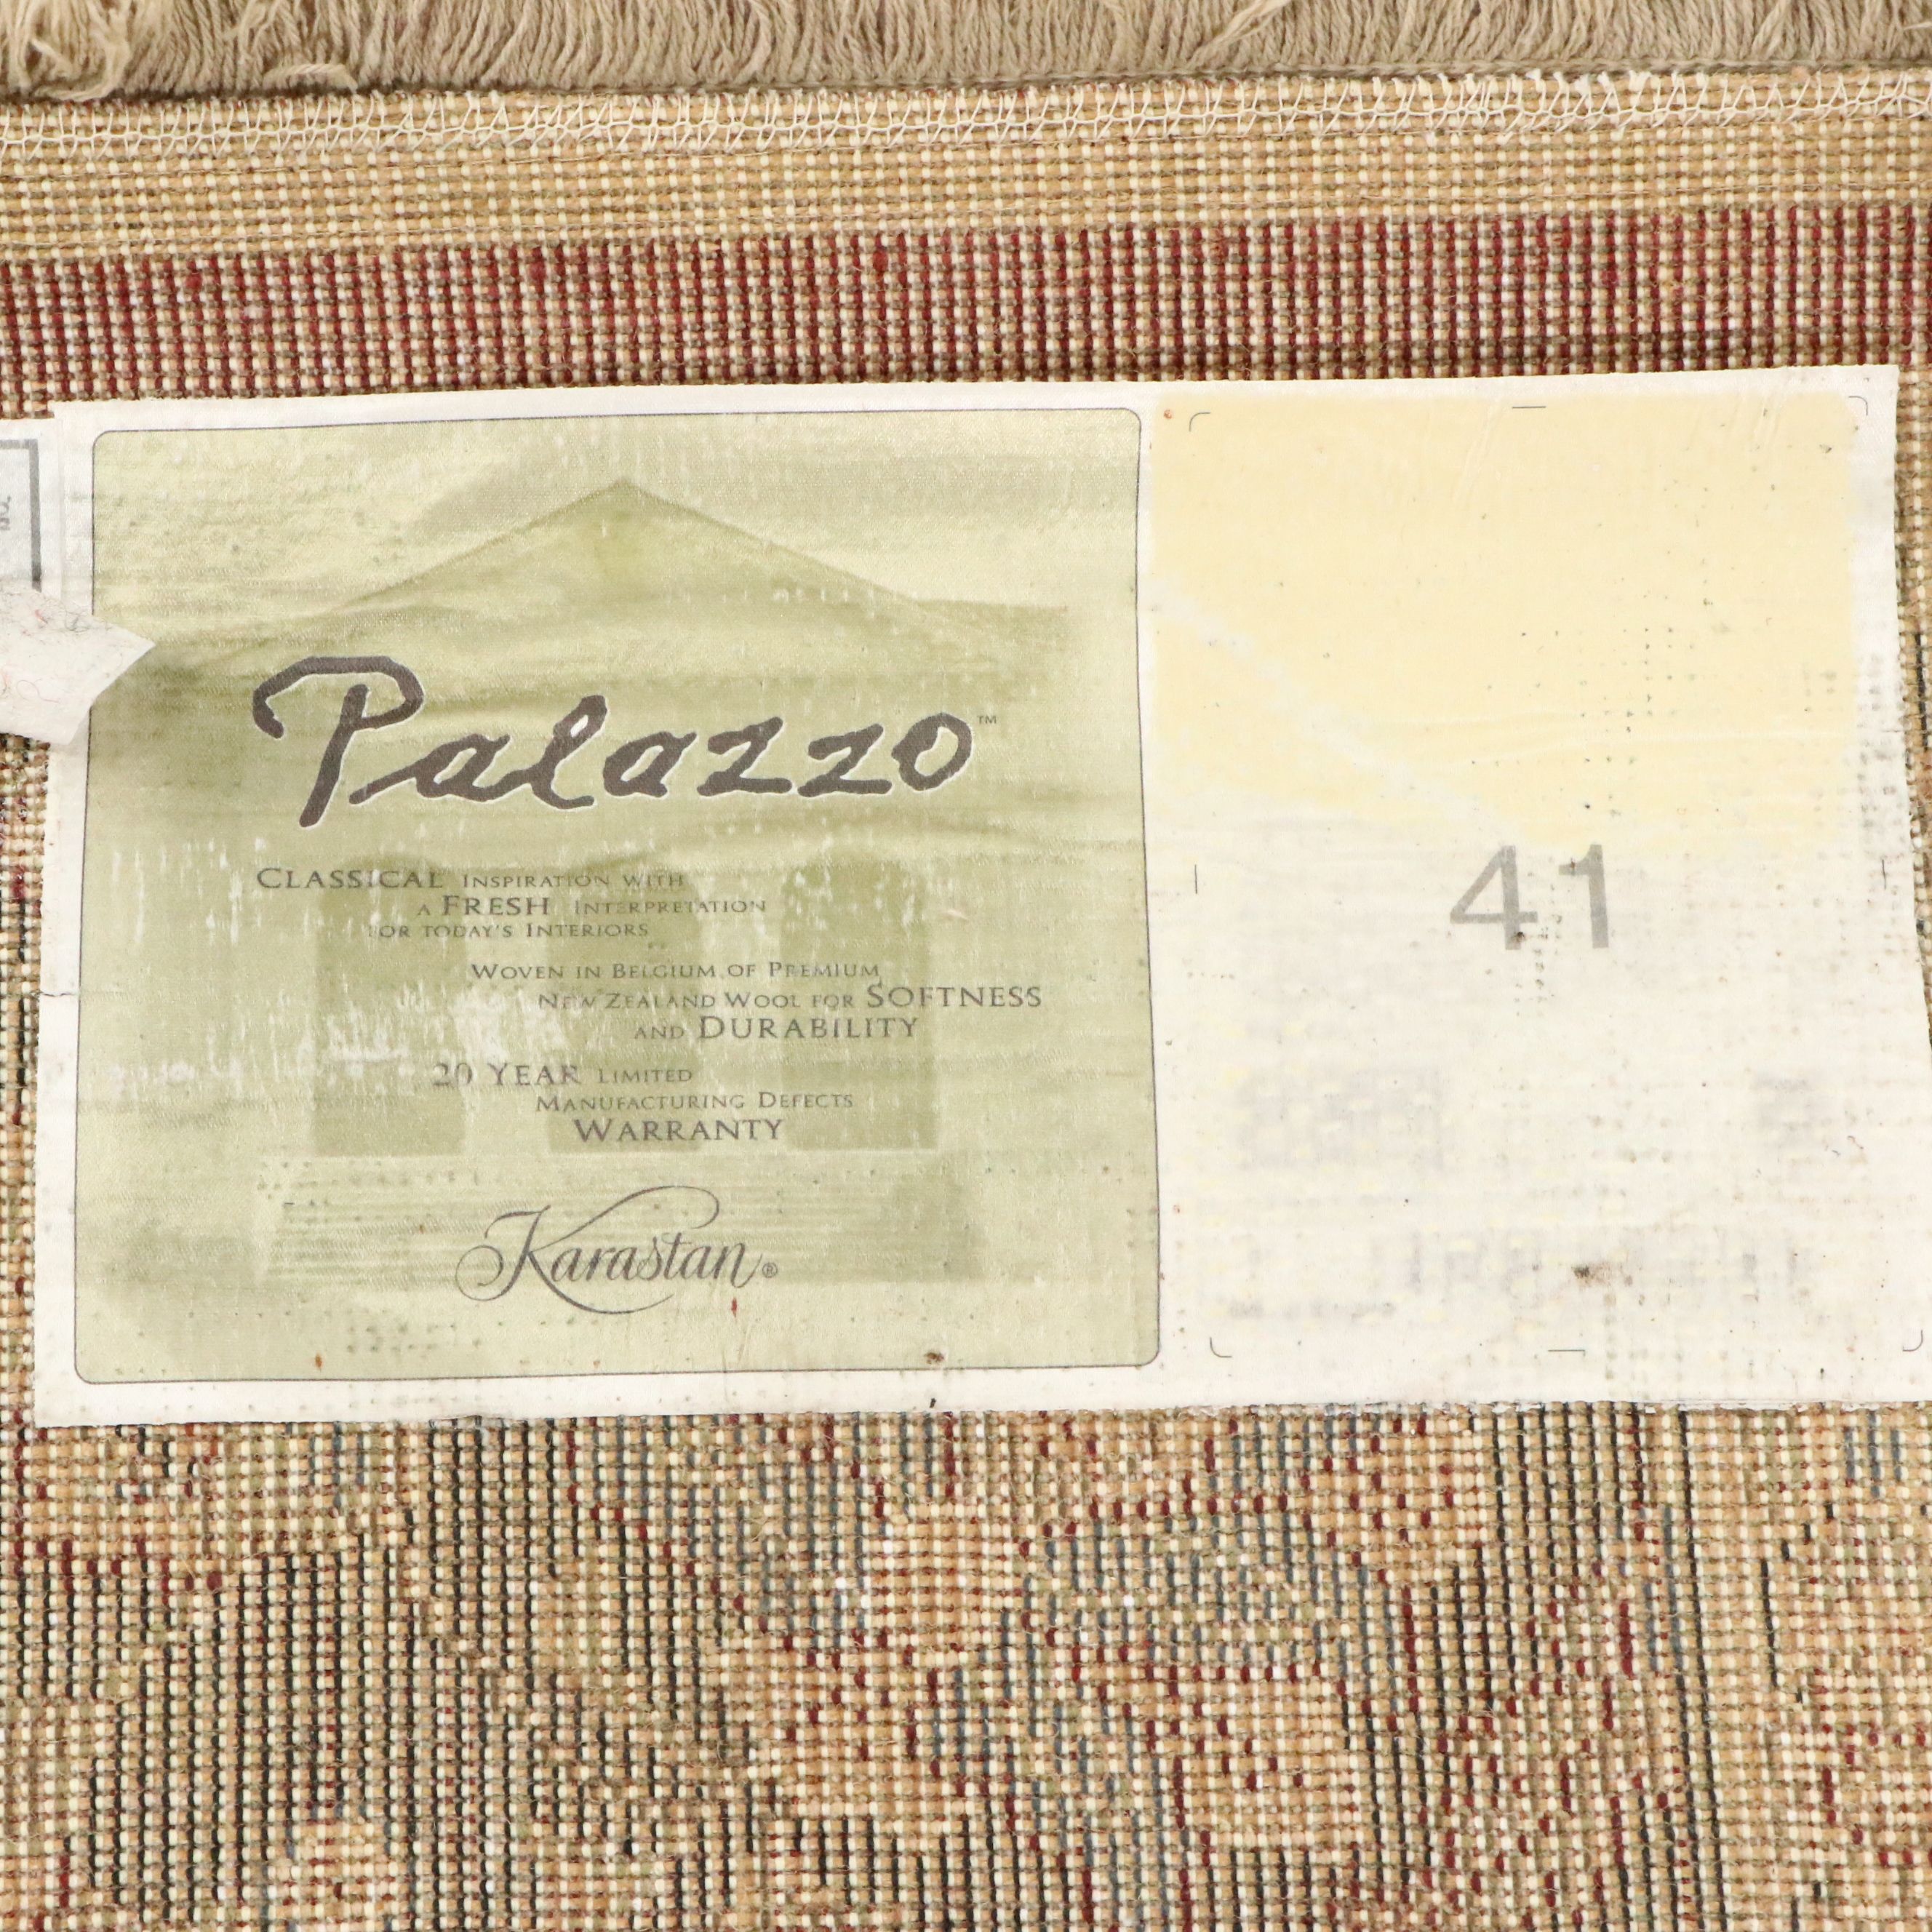 Palazzo™
CLASSICAL INSPIRATION WITH
A FRESH INTERPRETATION
FOR TODAY'S INTERIORS
WOVEN IN BELGIUM OF PREMIUM
NEW ZEALAND WOOL FOR SOFTNESS
AND DURABILITY
20 YEAR LIMITED
MANUFACTURING DEFECTS
WARRANTY
Karastan®
41